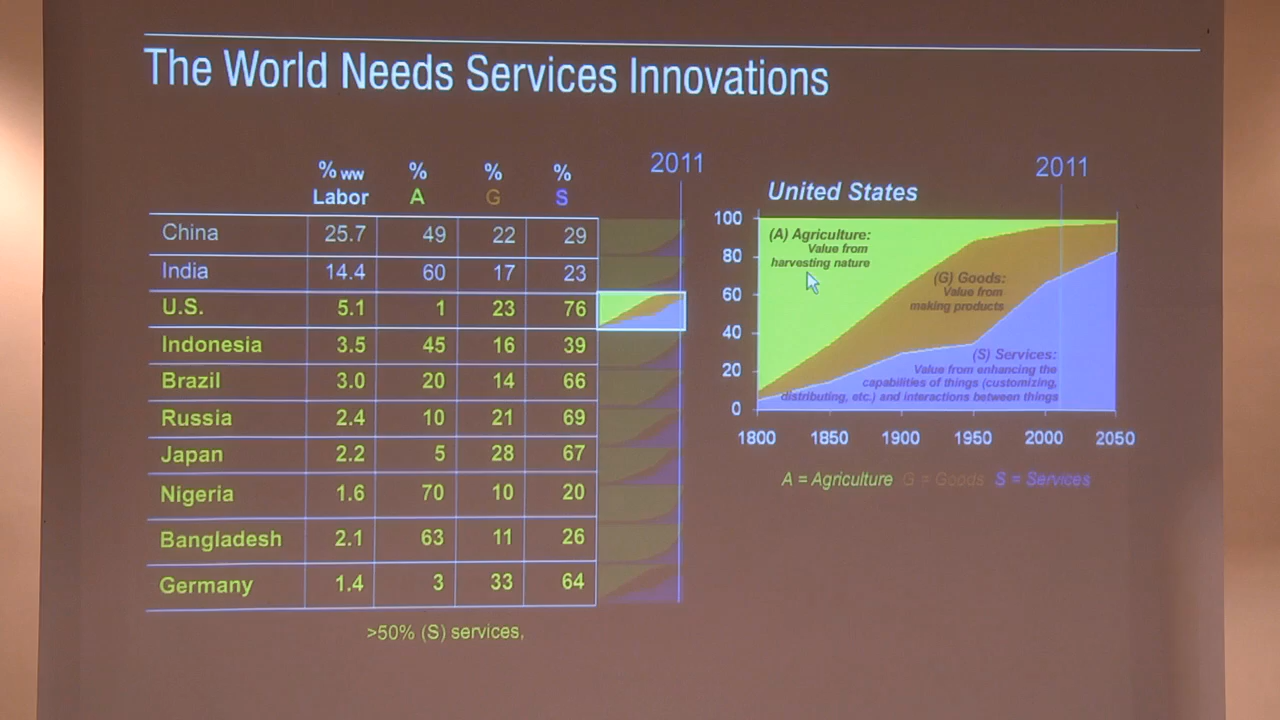 The World Needs Services Innovations
% ww Labor % A % G % S 2011
China 25.7 49 22 29
India 14.4 60 17 23
U.S. 5.1 1 23 76
Indonesia 3.5 45 16 39
Brazil 3.0 20 14 66
Russia 2.4 10 21 69
Japan 2.2 5 28 67
Nigeria 1.6 70 10 20
Bangladesh 2.1 63 11 26
Germany 1.4 3 33 64
>50% (S) services,
2011
United States
100
80
60
40
20
0
(A) Agriculture:
Value from
harvesting nature
(G) Goods:
Value from
making products
(S) Services:
Value from enhancing the
capabilities of things (customizing,
distributing, etc.) and interactions between things
1800 1850 1900 1950 2000 2050
A = Agriculture G = Goods S = Services